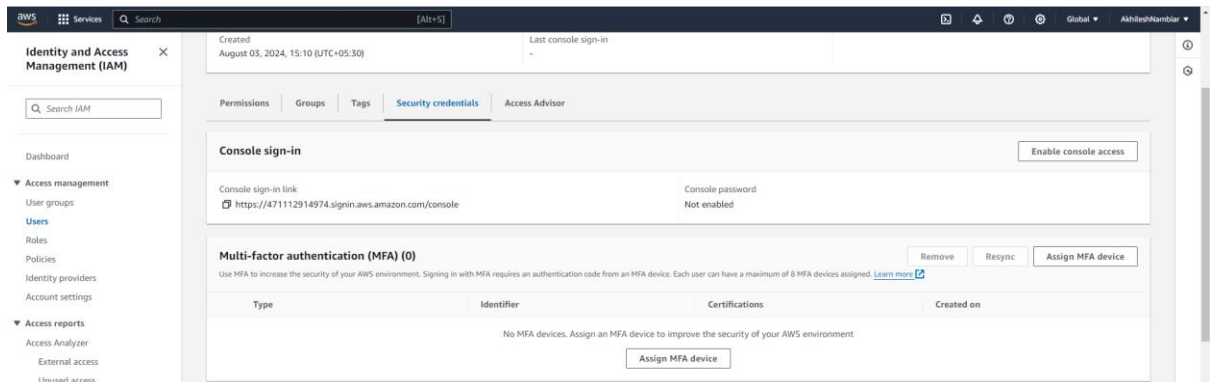 aws Services Search [Alt+S] Global AkhileshNambiar
Identity and Access Management (IAM)
Search IAM
Dashboard
Access management
User groups
Users
Roles
Policies
Identity providers
Account settings
Access reports
Access Analyzer
External access
Unused access
Created
August 03, 2024, 15:10 (UTC+05:30)
Last console sign-in
-
Permissions Groups Tags Security credentials Access Advisor
Console sign-in
Enable console access
Console sign-in link
https://471112914974.signin.aws.amazon.com/console
Console password
Not enabled
Multi-factor authentication (MFA) (0)
Remove Resync Assign MFA device
Use MFA to increase the security of your AWS environment. Signing in with MFA requires an authentication code from an MFA device. Each user can have a maximum of 8 MFA devices assigned. Learn more
Type Identifier Certifications Created on
No MFA devices. Assign an MFA device to improve the security of your AWS environment
Assign MFA device